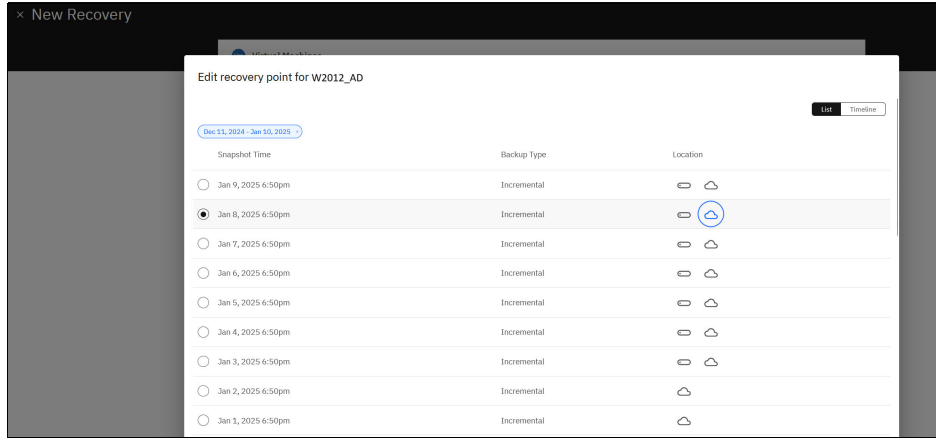 × New Recovery
Virtual Machines
Edit recovery point for W2012_AD
List Timeline
Dec 11, 2024 - Jan 10, 2025 ×
Snapshot Time Backup Type Location
Jan 9, 2025 6:50pm Incremental
Jan 8, 2025 6:50pm Incremental
Jan 7, 2025 6:50pm Incremental
Jan 6, 2025 6:50pm Incremental
Jan 5, 2025 6:50pm Incremental
Jan 4, 2025 6:50pm Incremental
Jan 3, 2025 6:50pm Incremental
Jan 2, 2025 6:50pm Incremental
Jan 1, 2025 6:50pm Incremental